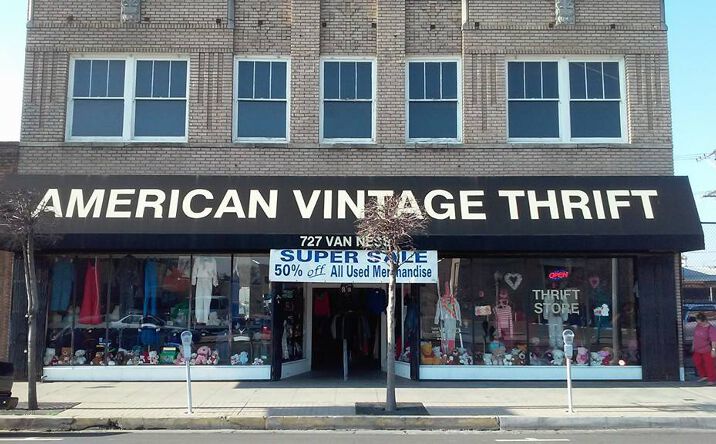 AMERICAN VINTAGE THRIFT
727 VAN NESS
SUPER SALE
50% off All Used Merchandise
OPEN
THRIFT
STORE